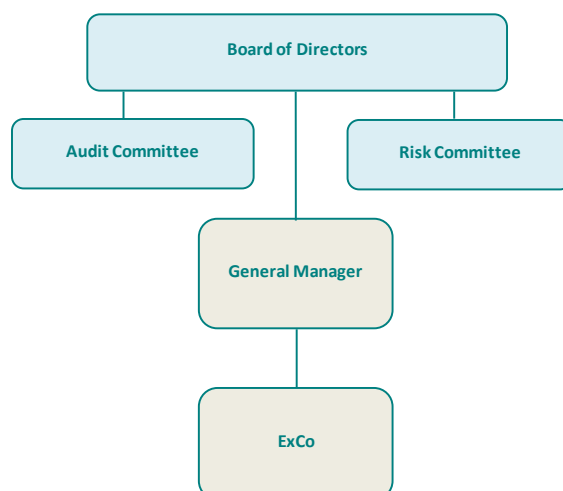 Board of Directors
Audit Committee
Risk Committee
General Manager
ExCo